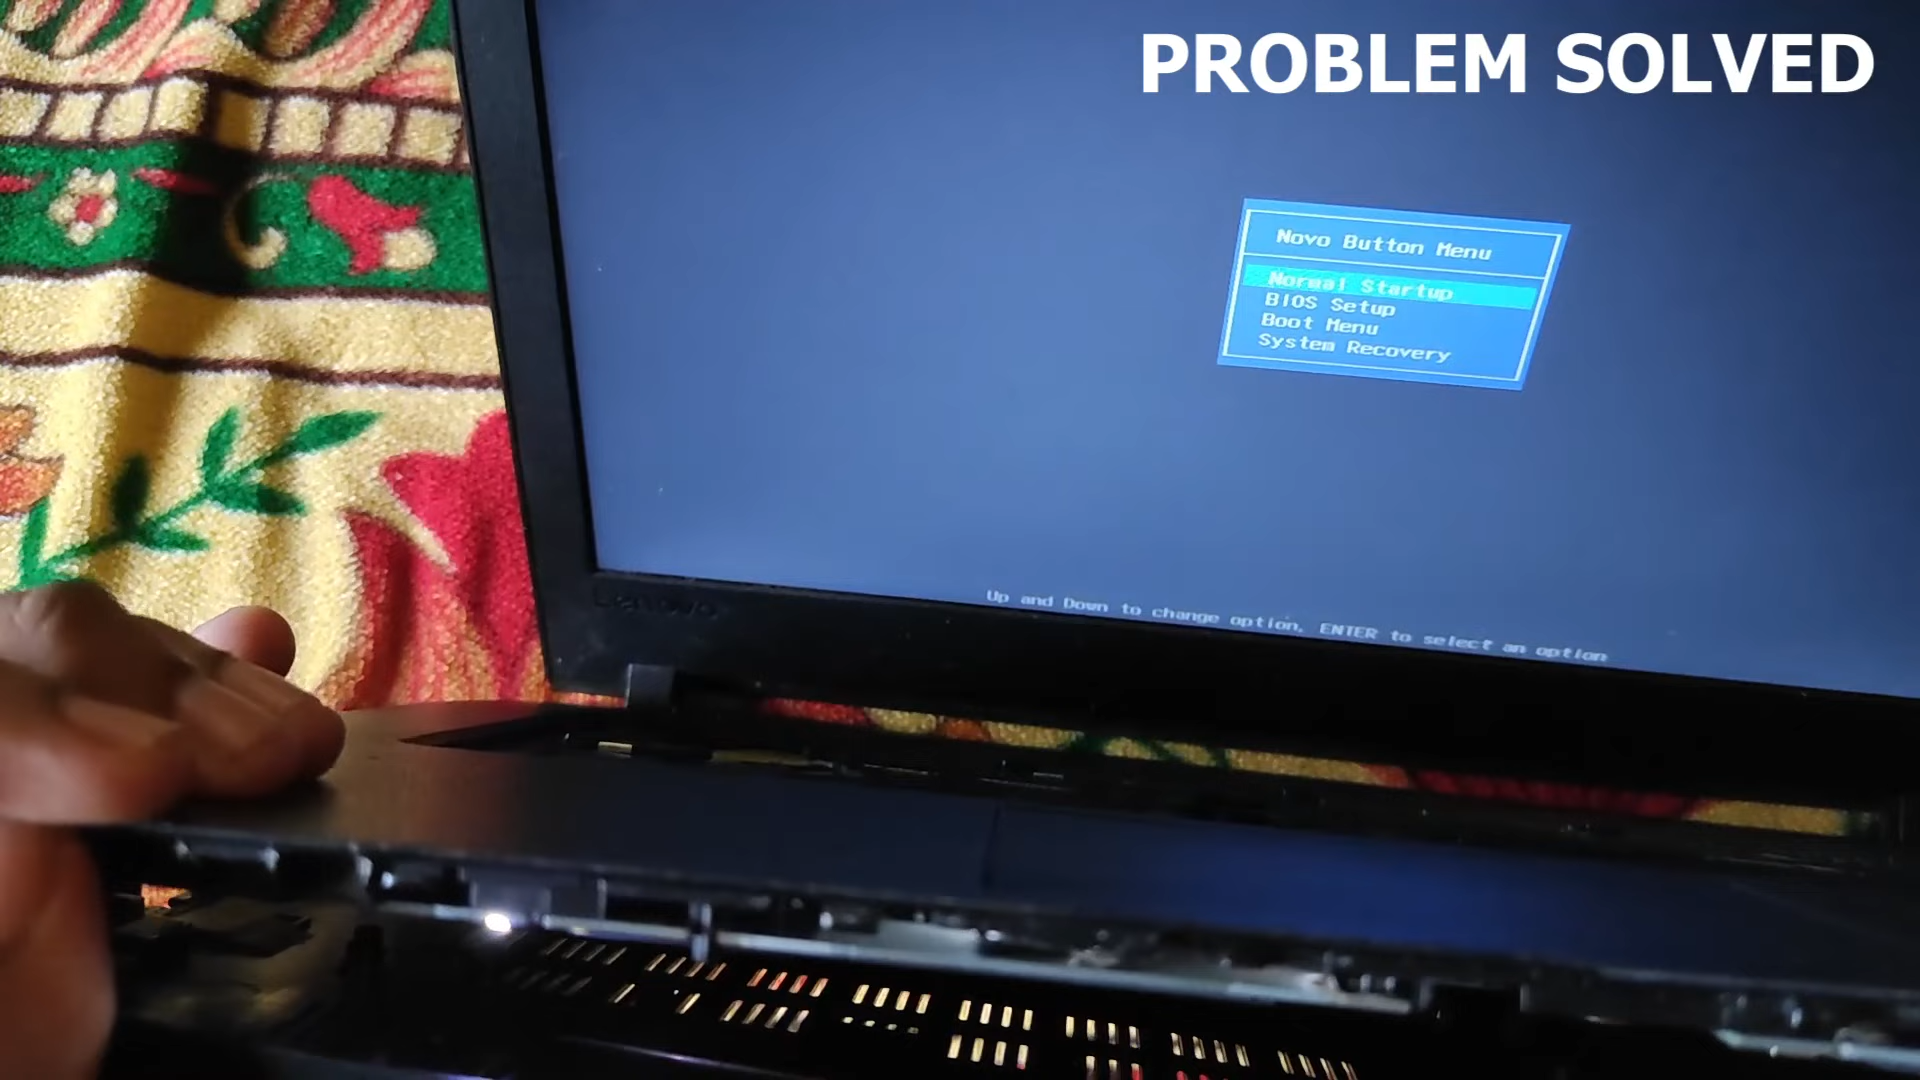 PROBLEM SOLVED
Novo Button Menu
Normal Startup
BIOS Setup
Boot Menu
System Recovery
Up and Down to change option, ENTER to select an option
Lenovo